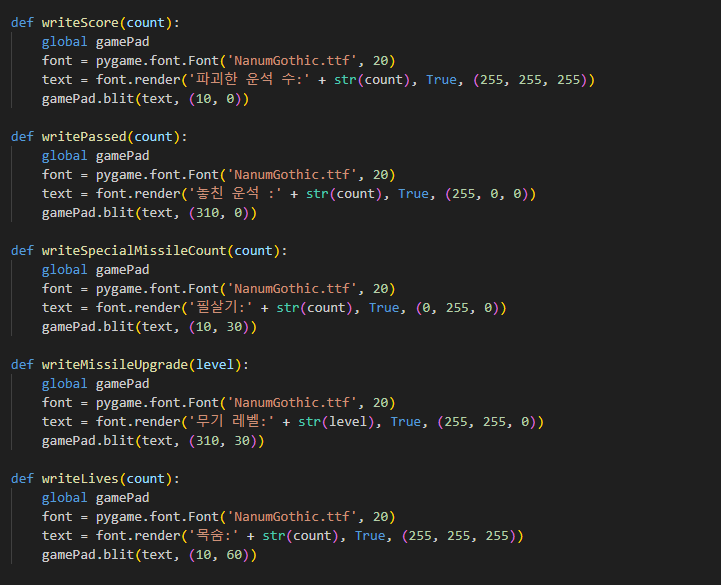 def writeScore(count):
    global gamePad
    font = pygame.font.Font('NanumGothic.ttf', 20)
    text = font.render('파괴한 운석 수:' + str(count), True, (255, 255, 255))
    gamePad.blit(text, (10, 0))

def writePassed(count):
    global gamePad
    font = pygame.font.Font('NanumGothic.ttf', 20)
    text = font.render('놓친 운석 :' + str(count), True, (255, 0, 0))
    gamePad.blit(text, (310, 0))

def writeSpecialMissileCount(count):
    global gamePad
    font = pygame.font.Font('NanumGothic.ttf', 20)
    text = font.render('필살기:' + str(count), True, (0, 255, 0))
    gamePad.blit(text, (10, 30))

def writeMissileUpgrade(level):
    global gamePad
    font = pygame.font.Font('NanumGothic.ttf', 20)
    text = font.render('무기 레벨:' + str(level), True, (255, 255, 0))
    gamePad.blit(text, (310, 30))

def writeLives(count):
    global gamePad
    font = pygame.font.Font('NanumGothic.ttf', 20)
    text = font.render('목숨:' + str(count), True, (255, 255, 255))
    gamePad.blit(text, (10, 60))